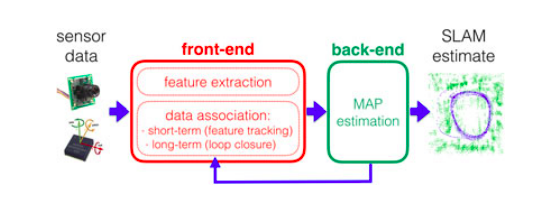 sensor
data
front-end
feature extraction
data association:
- short-term (feature tracking)
- long-term (loop closure)
back-end
MAP
estimation
SLAM
estimate